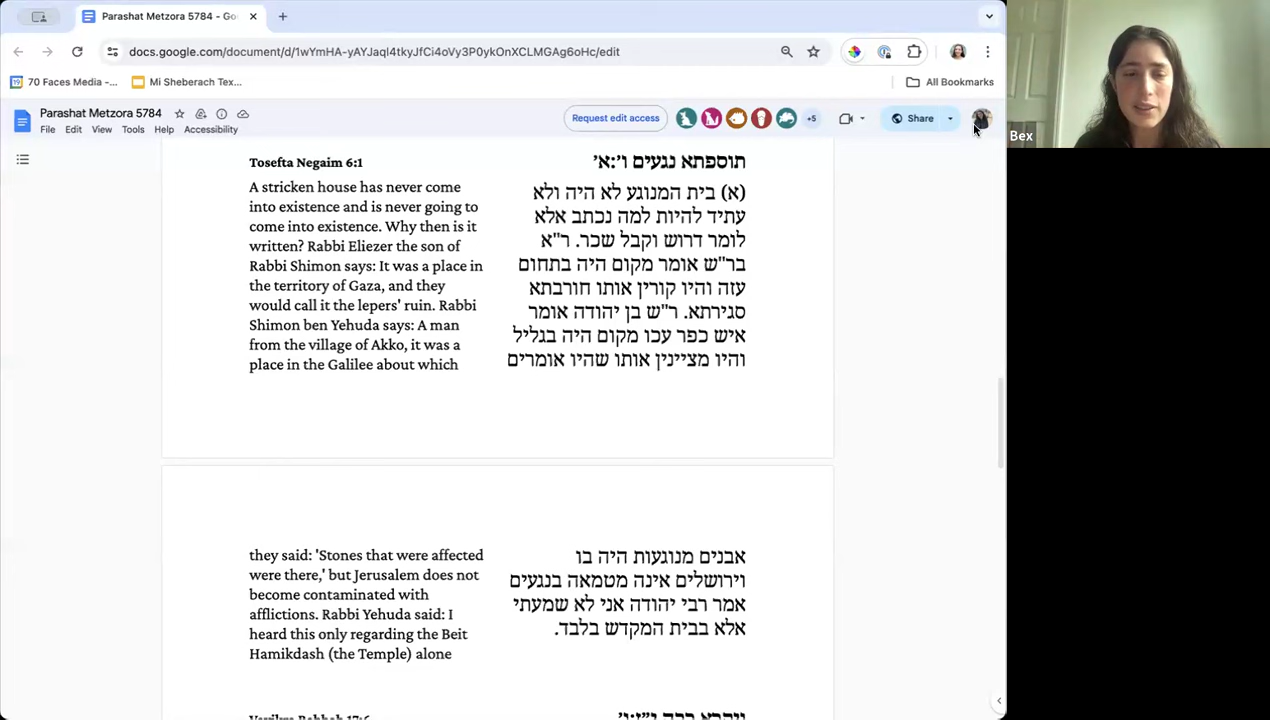 Parashat Metzora 5784 - Go
docs.google.com/document/d/1wYmHA-yAYJaql4tkyJfCi4oVy3P0ykOnXCLMGAg6oHc/edit
70 Faces Media -...
Mi Sheberach Tex...
All Bookmarks
Parashat Metzora 5784
File Edit View Tools Help Accessibility
Request edit access
+5
Share
Bex
Tosefta Negaim 6:1
A stricken house has never come
into existence and is never going to
come into existence. Why then is it
written? Rabbi Eliezer the son of
Rabbi Shimon says: It was a place in
the territory of Gaza, and they
would call it the lepers' ruin. Rabbi
Shimon ben Yehuda says: A man
from the village of Akko, it was a
place in the Galilee about which
תוספתא נגעים ו׳:א׳
(א) בית המנוגע לא היה ולא
עתיד להיות למה נכתב אלא
לומר דרוש וקבל שכר. ר"א
בר"ש אומר מקום היה בתחום
עזה והיו קורין אותו חורבתא
סגירתא. ר"ש בן יהודה אומר
איש כפר עכו מקום היה בגליל
והיו מציינין אותו שהיו אומרים
they said: 'Stones that were affected
were there,' but Jerusalem does not
become contaminated with
afflictions. Rabbi Yehuda said: I
heard this only regarding the Beit
Hamikdash (the Temple) alone
אבנים מנוגעות היה בו
וירושלים אינה מטמאה בנגעים
אמר רבי יהודה אני לא שמעתי
אלא בבית המקדש בלבד.
Vayikra Rabbah 17:6
ויקרא רבה י״ז:ו׳